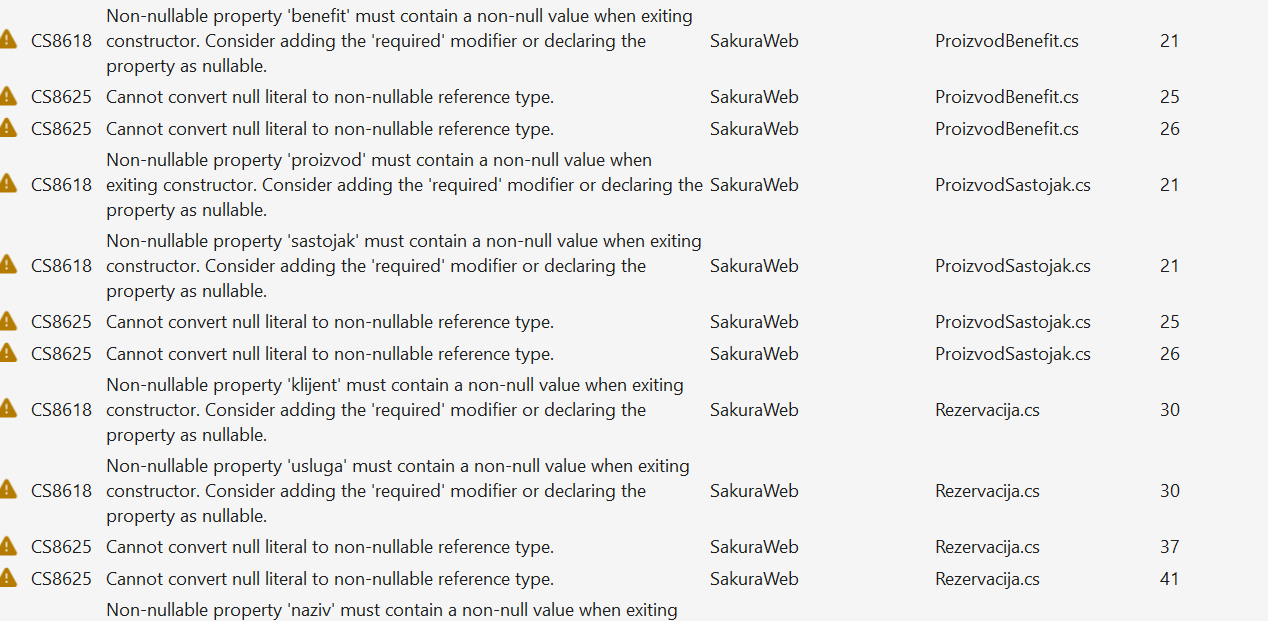 Non-nullable property 'benefit' must contain a non-null value when exiting
CS8618 constructor. Consider adding the 'required' modifier or declaring the SakuraWeb ProizvodBenefit.cs 21
property as nullable.
CS8625 Cannot convert null literal to non-nullable reference type. SakuraWeb ProizvodBenefit.cs 25
CS8625 Cannot convert null literal to non-nullable reference type. SakuraWeb ProizvodBenefit.cs 26
Non-nullable property 'proizvod' must contain a non-null value when
CS8618 exiting constructor. Consider adding the 'required' modifier or declaring the SakuraWeb ProizvodSastojak.cs 21
property as nullable.
Non-nullable property 'sastojak' must contain a non-null value when exiting
CS8618 constructor. Consider adding the 'required' modifier or declaring the SakuraWeb ProizvodSastojak.cs 21
property as nullable.
CS8625 Cannot convert null literal to non-nullable reference type. SakuraWeb ProizvodSastojak.cs 25
CS8625 Cannot convert null literal to non-nullable reference type. SakuraWeb ProizvodSastojak.cs 26
Non-nullable property 'klijent' must contain a non-null value when exiting
CS8618 constructor. Consider adding the 'required' modifier or declaring the SakuraWeb Rezervacija.cs 30
property as nullable.
Non-nullable property 'usluga' must contain a non-null value when exiting
CS8618 constructor. Consider adding the 'required' modifier or declaring the SakuraWeb Rezervacija.cs 30
property as nullable.
CS8625 Cannot convert null literal to non-nullable reference type. SakuraWeb Rezervacija.cs 37
CS8625 Cannot convert null literal to non-nullable reference type. SakuraWeb Rezervacija.cs 41
Non-nullable property 'naziv' must contain a non-null value when exiting